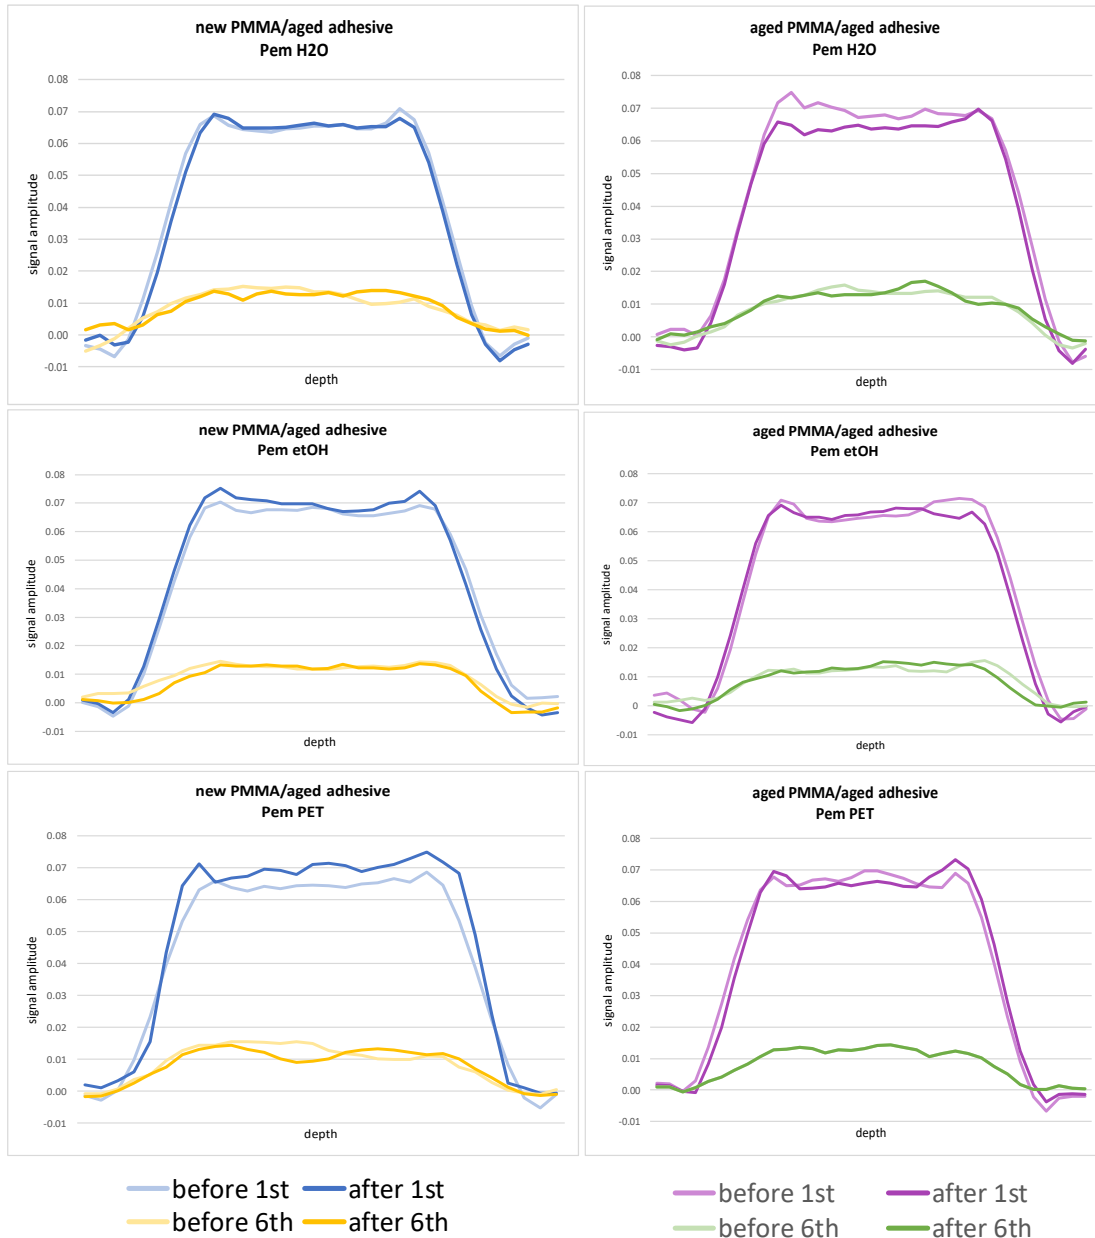 new PMMA/aged adhesive
Pem H2O
0.08
0.07
0.06
0.05
0.04
0.03
0.02
0.01
0.00
-0.01
signal amplitude
depth
aged PMMA/aged adhesive
Pem H2O
0.08
0.07
0.06
0.05
0.04
0.03
0.02
0.01
0.00
-0.01
signal amplitude
depth
new PMMA/aged adhesive
Pem etOH
0.08
0.07
0.06
0.05
0.04
0.03
0.02
0.01
0.00
-0.01
signal amplitude
depth
aged PMMA/aged adhesive
Pem etOH
0.08
0.07
0.06
0.05
0.04
0.03
0.02
0.01
0
-0.01
signal amplitude
depth
new PMMA/aged adhesive
Pem PET
0.08
0.07
0.06
0.05
0.04
0.03
0.02
0.01
0.00
-0.01
signal amplitude
depth
aged PMMA/aged adhesive
Pem PET
0.08
0.07
0.06
0.05
0.04
0.03
0.02
0.01
0.00
-0.01
signal amplitude
depth
before 1st after 1st
before 6th after 6th
before 1st after 1st
before 6th after 6th